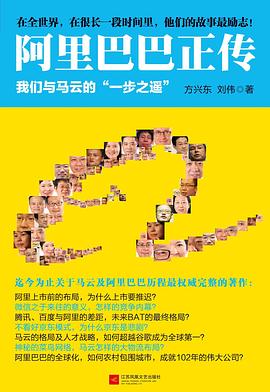 在全世界，在很长一段时间里，他们的故事最励志！
阿里巴巴正传
我们与马云的“一步之遥”
方兴东 刘伟◎著
迄今为止关于马云及阿里巴巴历程最权威完整的著作：
阿里上市前的布局，为什么上市要推迟？
微信之于来往的意义，怎样的竞争内幕？
腾讯、百度与阿里的差距，未来BAT的最终格局？
不看好京东模式，为什么京东是悲剧？
马云的格局及人才战略，如何超越谷歌成为全球第一？
神秘的菜鸟网络，马云怎样的大物流布局？
阿里巴巴的全球化，如何农村包围城市，成就102年的伟大公司？
江苏凤凰文艺出版社